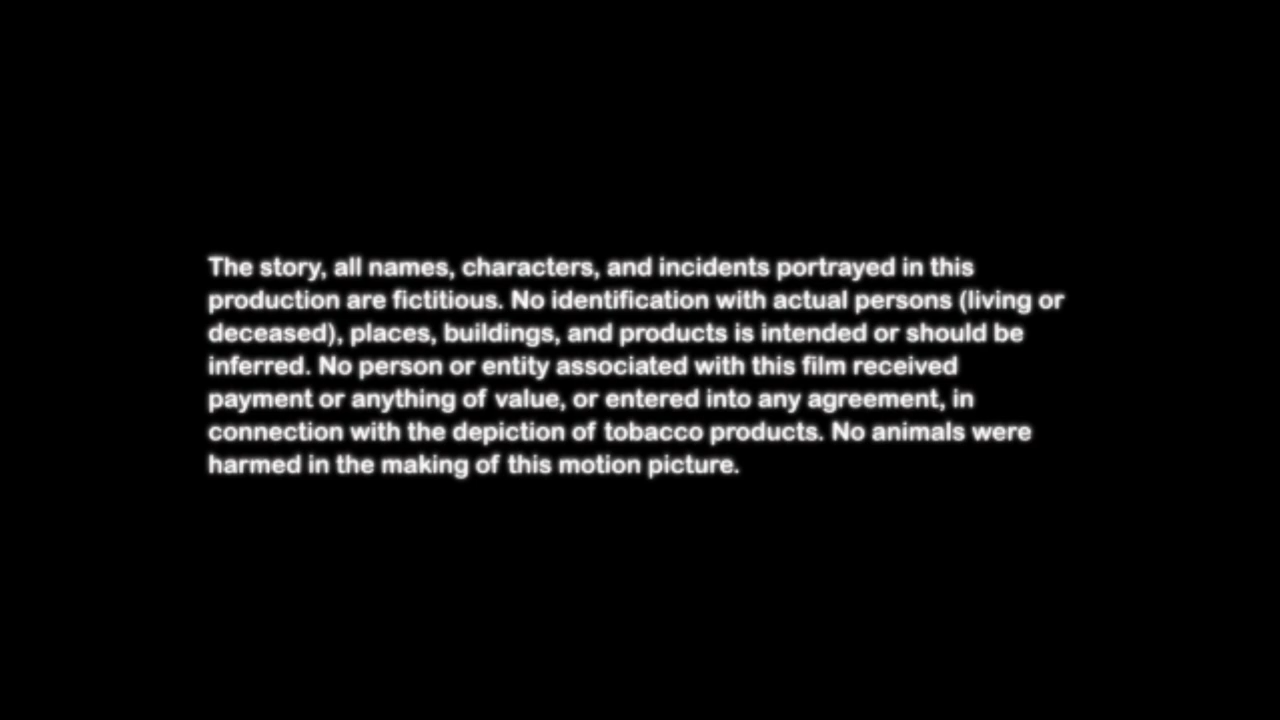 The story, all names, characters, and incidents portrayed in this
production are fictitious. No identification with actual persons (living or
deceased), places, buildings, and products is intended or should be
inferred. No person or entity associated with this film received
payment or anything of value, or entered into any agreement, in
connection with the depiction of tobacco products. No animals were
harmed in the making of this motion picture.